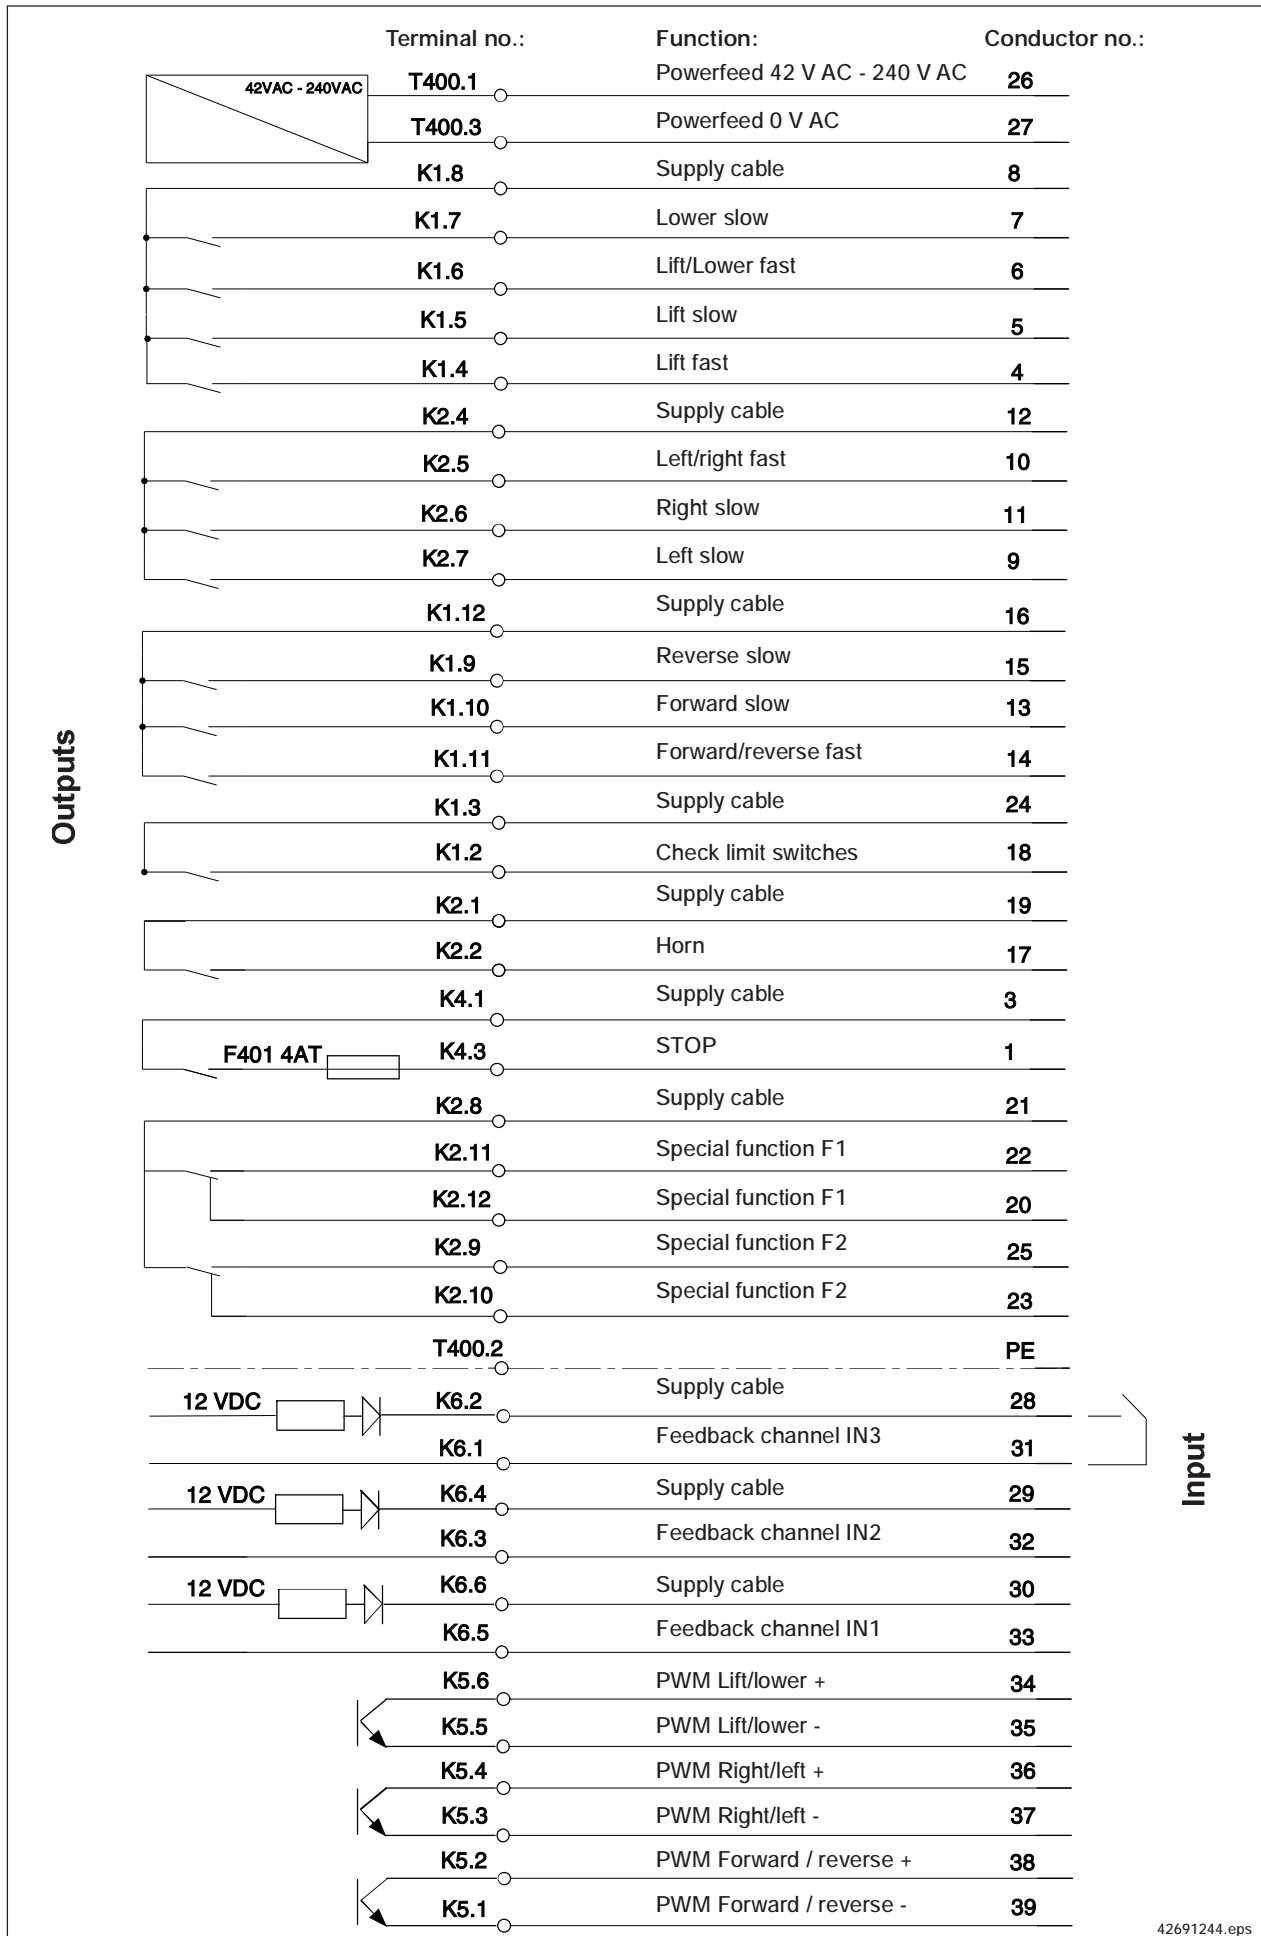 Terminal no.: Function: Conductor no.:
42VAC - 240VAC T400.1 Powerfeed 42 V AC - 240 V AC 26
T400.3 Powerfeed 0 V AC 27
K1.8 Supply cable 8
K1.7 Lower slow 7
K1.6 Lift/Lower fast 6
K1.5 Lift slow 5
K1.4 Lift fast 4
K2.4 Supply cable 12
K2.5 Left/right fast 10
K2.6 Right slow 11
K2.7 Left slow 9
K1.12 Supply cable 16
K1.9 Reverse slow 15
K1.10 Forward slow 13
K1.11 Forward/reverse fast 14
Outputs
K1.3 Supply cable 24
K1.2 Check limit switches 18
K2.1 Supply cable 19
K2.2 Horn 17
K4.1 Supply cable 3
F401 4AT K4.3 STOP 1
K2.8 Supply cable 21
K2.11 Special function F1 22
K2.12 Special function F1 20
K2.9 Special function F2 25
K2.10 Special function F2 23
T400.2 PE
12 VDC K6.2 Supply cable 28
K6.1 Feedback channel IN3 31
Input
12 VDC K6.4 Supply cable 29
K6.3 Feedback channel IN2 32
12 VDC K6.6 Supply cable 30
K6.5 Feedback channel IN1 33
K5.6 PWM Lift/lower + 34
K5.5 PWM Lift/lower - 35
K5.4 PWM Right/left + 36
K5.3 PWM Right/left - 37
K5.2 PWM Forward / reverse + 38
K5.1 PWM Forward / reverse - 39
42691244.eps